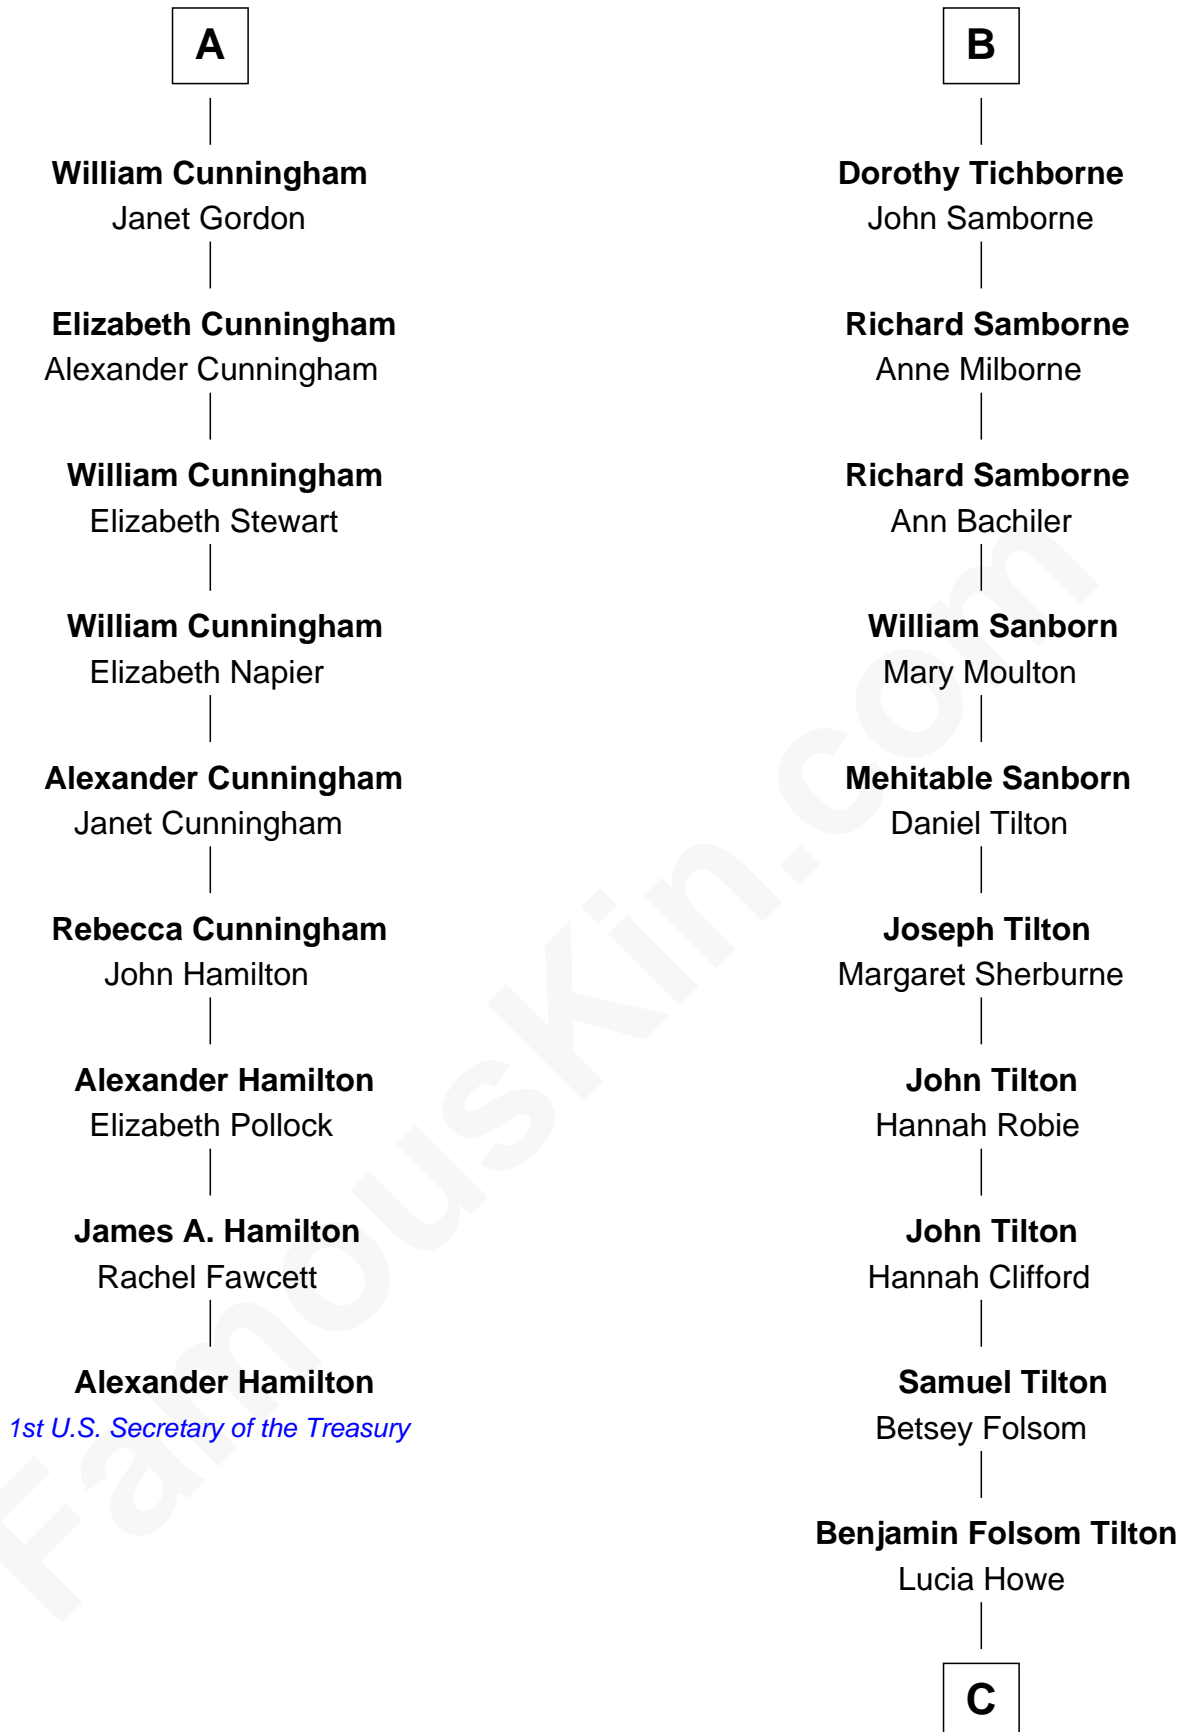 A
William Cunningham
Janet Gordon
Elizabeth Cunningham
Alexander Cunningham
William Cunningham
Elizabeth Stewart
William Cunningham
Elizabeth Napier
Alexander Cunningham
Janet Cunningham
Rebecca Cunningham
John Hamilton
Alexander Hamilton
Elizabeth Pollock
James A. Hamilton
Rachel Fawcett
Alexander Hamilton
1st U.S. Secretary of the Treasury
B
Dorothy Tichborne
John Samborne
Richard Samborne
Anne Milborne
Richard Samborne
Ann Bachiler
William Sanborn
Mary Moulton
Mehitable Sanborn
Daniel Tilton
Joseph Tilton
Margaret Sherburne
John Tilton
Hannah Robie
John Tilton
Hannah Clifford
Samuel Tilton
Betsey Folsom
Benjamin Folsom Tilton
Lucia Howe
C
FamousKin.com